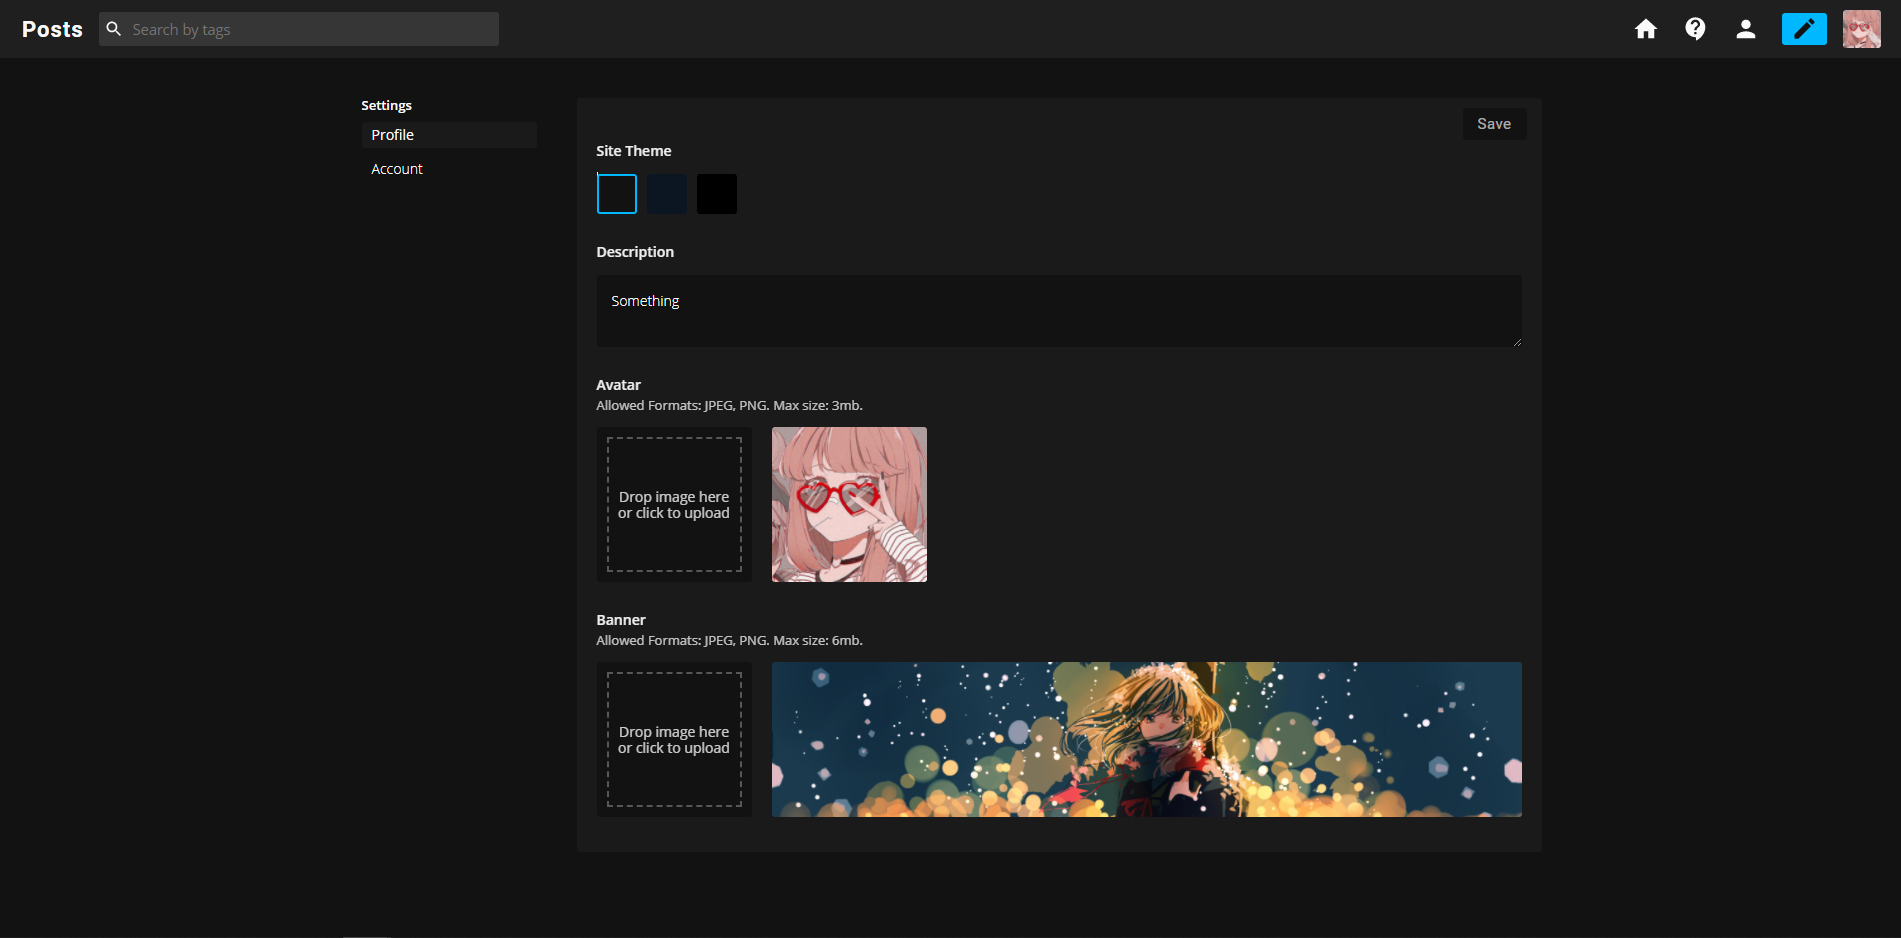 Posts
Search by tags
Settings
Profile
Account
Save
Site Theme
Description
Something
Avatar
Allowed Formats: JPEG, PNG. Max size: 3mb.
Drop image here
or click to upload
Banner
Allowed Formats: JPEG, PNG. Max size: 6mb.
Drop image here
or click to upload